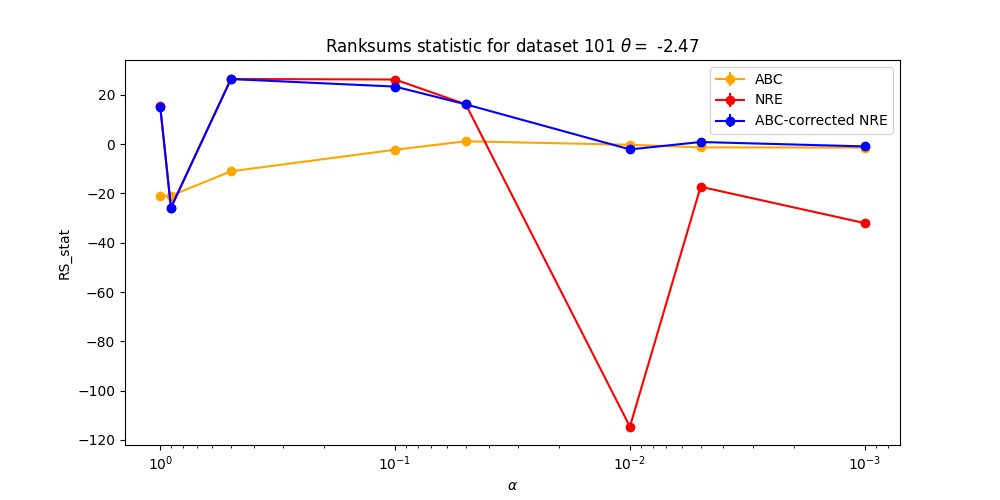 Ranksums statistic for dataset 101 θ = -2.47
ABC
NRE
ABC-corrected NRE
RS_stat
20
0
−20
−40
−60
−80
−100
−120
10⁰
10⁻¹
10⁻²
10⁻³
α